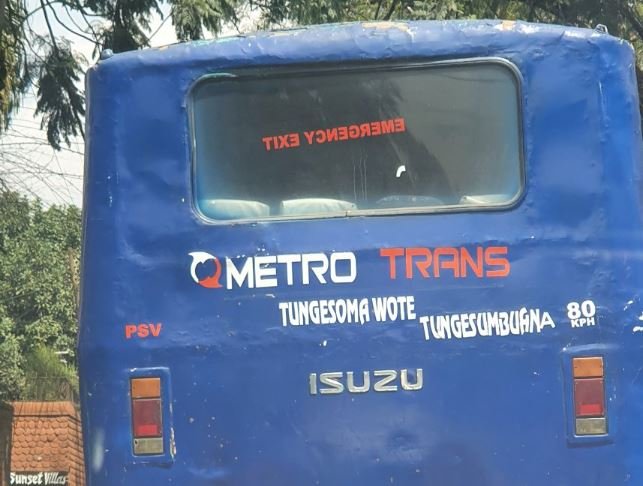 EMERGENCY EXIT
METRO TRANS
TUNGESOMA WOTE
TUNGESUMBUANA
80
KPH
PSV
ISUZU
Sunset Villas